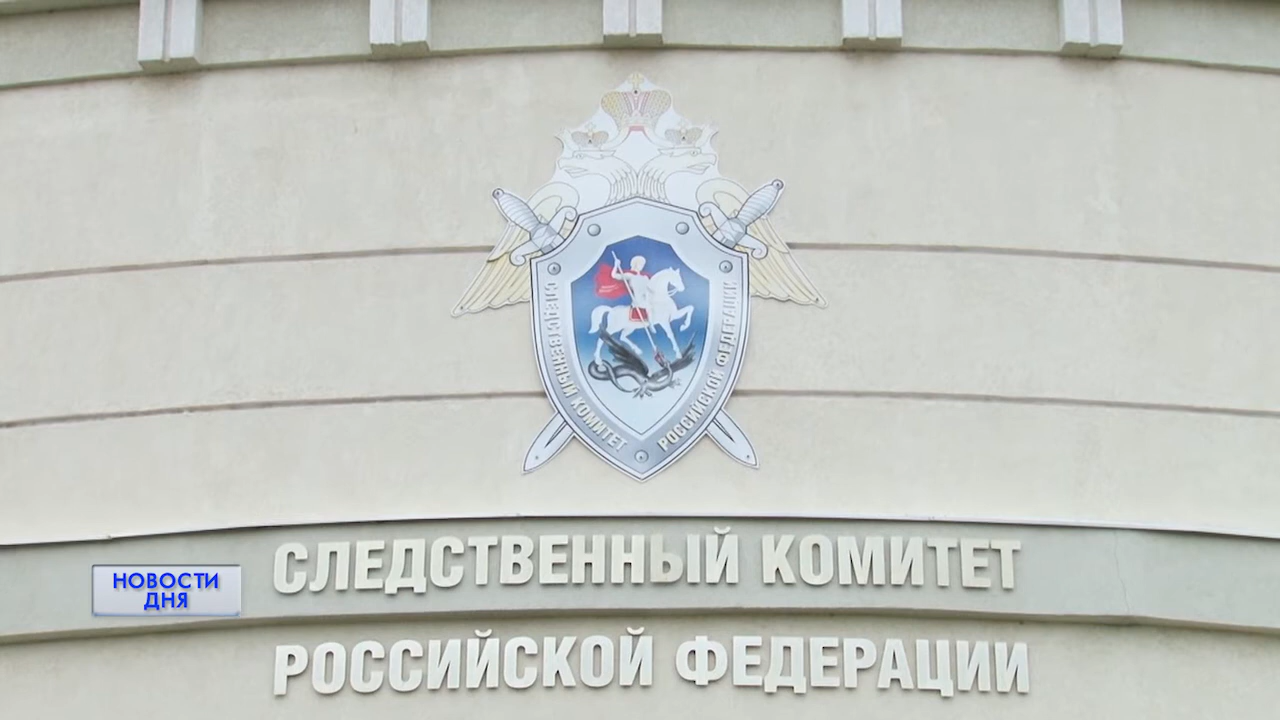 СЛЕДСТВЕННЫЙ КОМИТЕТ
РОССИЙСКОЙ ФЕДЕРАЦИИ
СЛЕДСТВЕННЫЙ КОМИТЕТ
РОССИЙСКОЙ ФЕДЕРАЦИИ
НОВОСТИ
ДНЯ